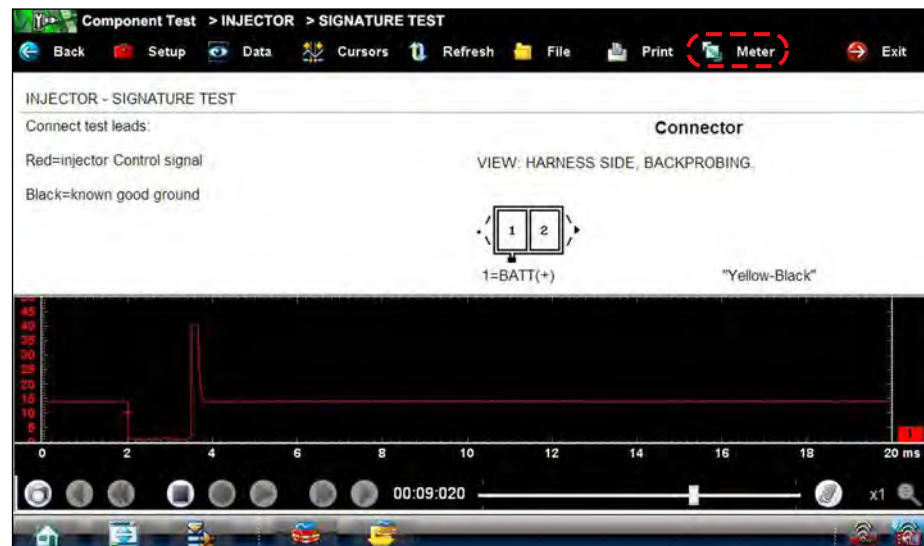 Component Test > INJECTOR > SIGNATURE TEST
Back Setup Data Cursors Refresh File Print Meter Exit
INJECTOR - SIGNATURE TEST
Connect test leads:
Connector
Red=injector Control signal
VIEW: HARNESS SIDE, BACKPROBING.
Black=known good ground
1 2
1=BATT(+) "Yellow-Black"
45
40
35
30
25
20
15
10
5
0
1
0 2 4 6 8 10 12 14 16 18 20 ms
00:09:020 x1